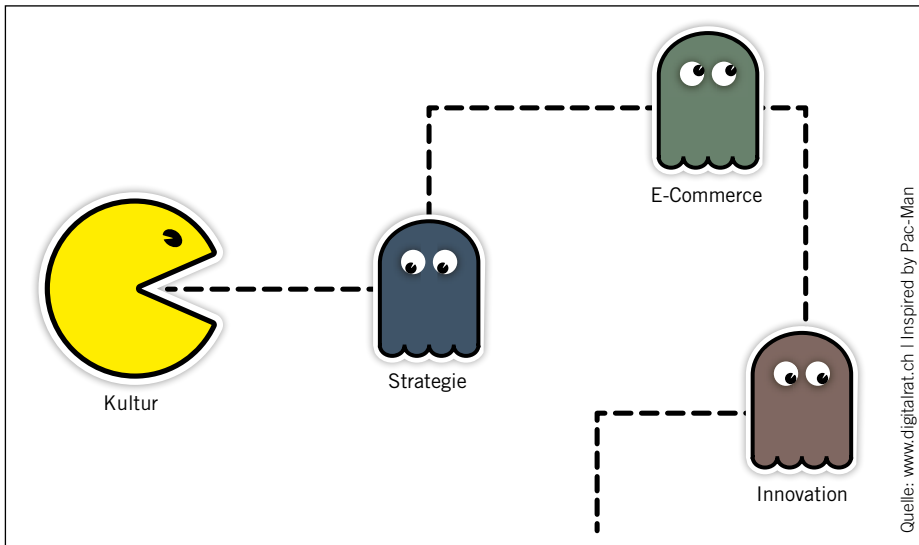 E-Commerce
Strategie
Kultur
Innovation
Quelle: www.digitalrat.ch | Inspired by Pac-Man